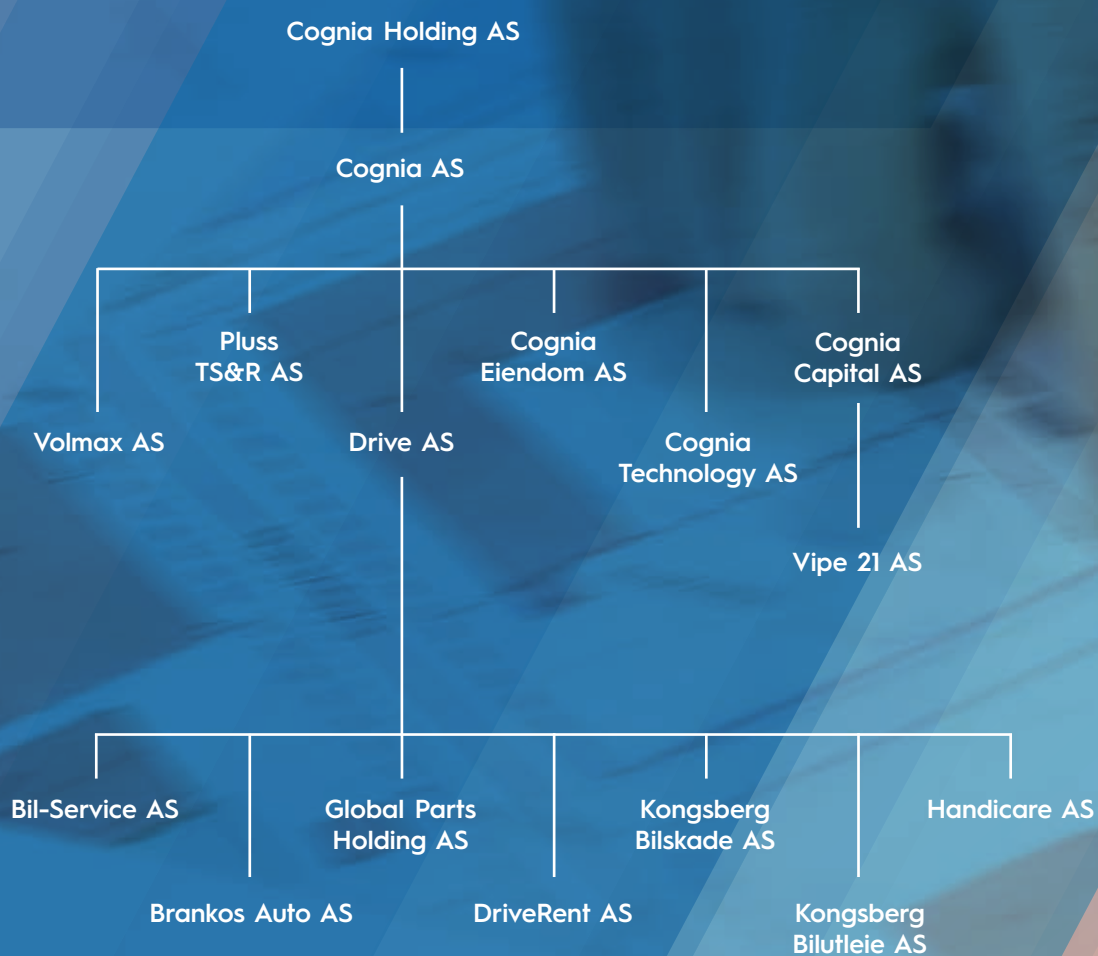 Cognia Holding AS
Cognia AS
Pluss
TS&R AS
Cognia
Eiendom AS
Cognia
Capital AS
Volmax AS
Drive AS
Cognia
Technology AS
Vipe 21 AS
Bil-Service AS
Global Parts
Holding AS
Kongsberg
Bilskade AS
Handicare AS
Brankos Auto AS
DriveRent AS
Kongsberg
Bilutleie AS